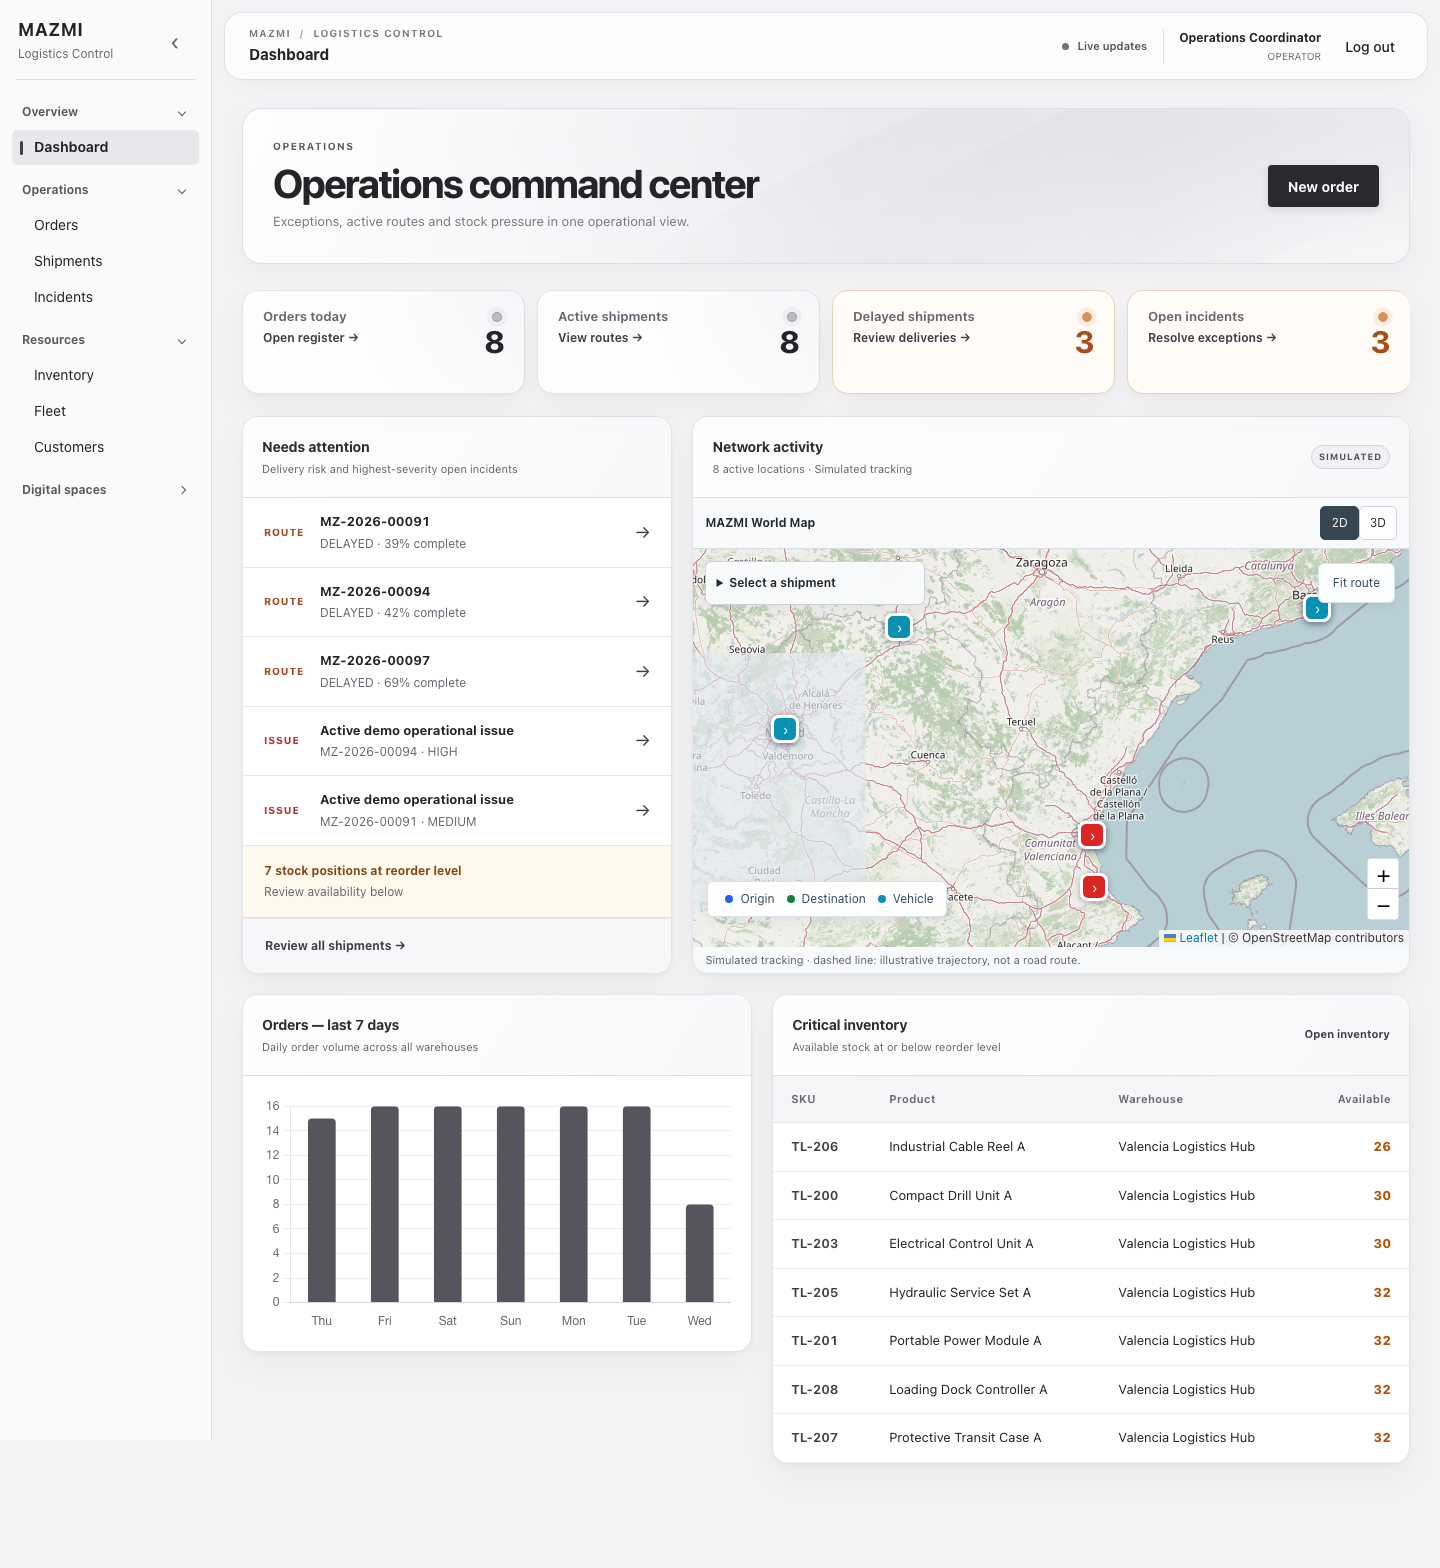 MAZMI
Logistics Control
Overview
Dashboard
Operations
Orders
Shipments
Incidents
Resources
Inventory
Fleet
Customers
Digital spaces
MAZMI / LOGISTICS CONTROL
Dashboard
Live updates
Operations Coordinator
OPERATOR
Log out
OPERATIONS
Operations command center
Exceptions, active routes and stock pressure in one operational view.
New order
Orders today
Open register →
8
Active shipments
View routes →
8
Delayed shipments
Review deliveries →
3
Open incidents
Resolve exceptions →
3
Needs attention
Delivery risk and highest-severity open incidents
ROUTE
MZ-2026-00091
DELAYED · 39% complete
→
ROUTE
MZ-2026-00094
DELAYED · 42% complete
→
ROUTE
MZ-2026-00097
DELAYED · 69% complete
→
ISSUE
Active demo operational issue
MZ-2026-00094 · HIGH
→
ISSUE
Active demo operational issue
MZ-2026-00091 · MEDIUM
→
7 stock positions at reorder level
Review availability below
Review all shipments →
Network activity
8 active locations · Simulated tracking
SIMULATED
MAZMI World Map
2D
3D
Select a shipment
Fit route
Zaragoza
Lleida
Catalunya
Aragón
Reus
Segovia
Alcalá
de Henares
Valdemoro
Toledo
Castilla-La
Mancha
Ciudad
Teruel
Cuenca
Castelló
de la Plana /
Castellón
de la Plana
Comunitat
Valenciana
Illes Balear
Alacant /
Origin
Destination
Vehicle
+
−
Leaflet | © OpenStreetMap contributors
Simulated tracking · dashed line: illustrative trajectory, not a road route.
Orders — last 7 days
Daily order volume across all warehouses
16
14
12
10
8
6
4
2
0
Thu Fri Sat Sun Mon Tue Wed
Critical inventory
Available stock at or below reorder level
Open inventory
SKU Product Warehouse Available
TL-206 Industrial Cable Reel A Valencia Logistics Hub 26
TL-200 Compact Drill Unit A Valencia Logistics Hub 30
TL-203 Electrical Control Unit A Valencia Logistics Hub 30
TL-205 Hydraulic Service Set A Valencia Logistics Hub 32
TL-201 Portable Power Module A Valencia Logistics Hub 32
TL-208 Loading Dock Controller A Valencia Logistics Hub 32
TL-207 Protective Transit Case A Valencia Logistics Hub 32